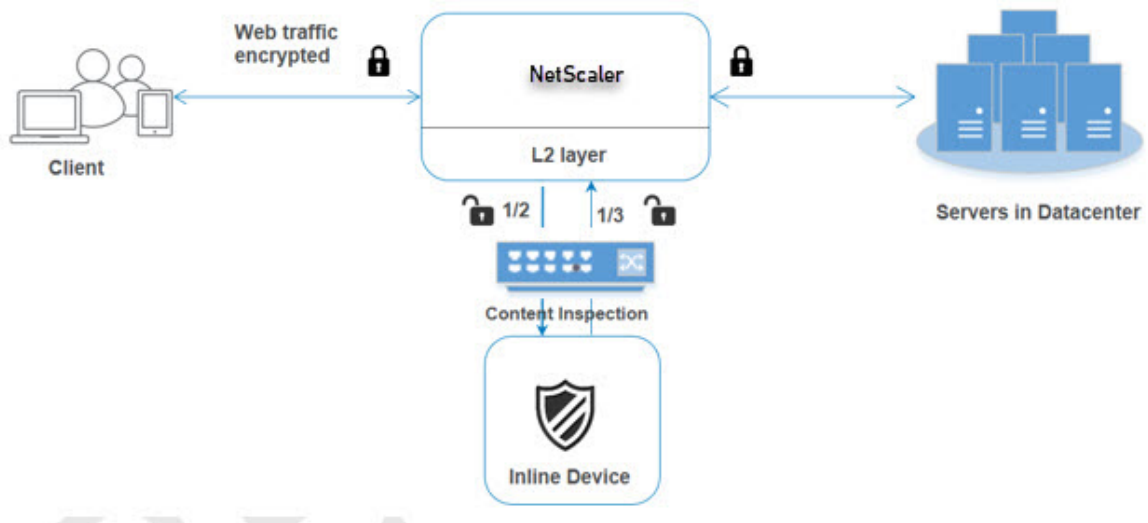 Web traffic
encrypted
NetScaler
L2 layer
Client
1/2
1/3
Servers in Datacenter
Content Inspection
Inline Device